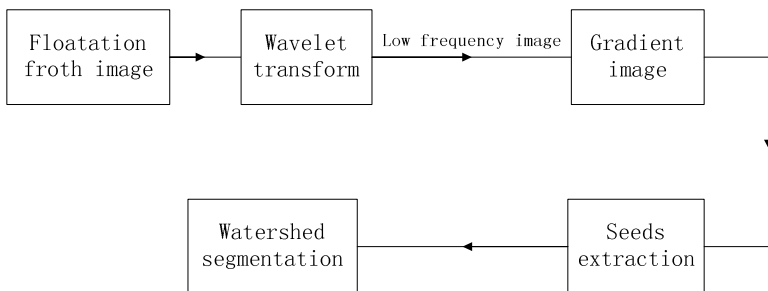 Floatation
froth image
Wavelet
transform
Low frequency image
Gradient
image
Seeds
extraction
Watershed
segmentation